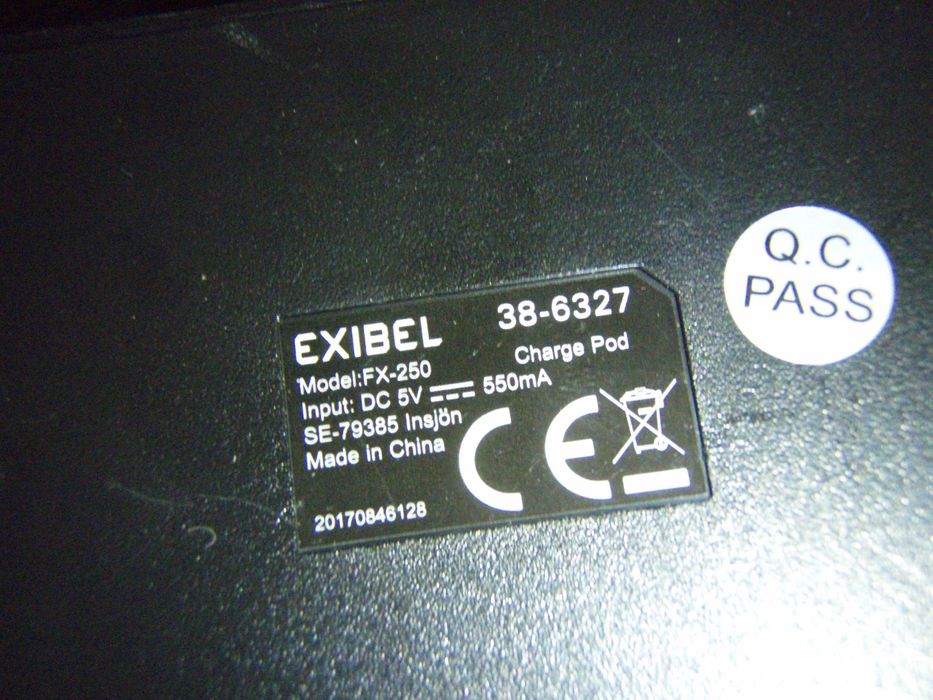 EXIBEL 38-6327
Charge Pod
Model:FX-250
Input: DC 5V 550mA
SE-79385 Insjön
Made in China
CE
20170846128
Q.C.
PASS